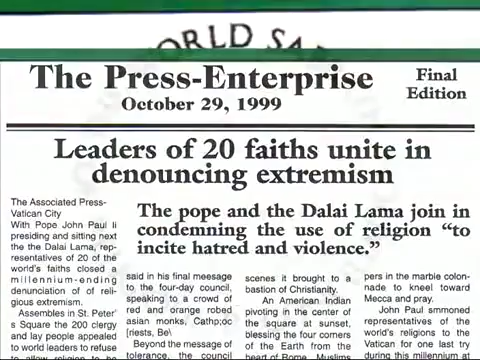 ORLD SA
The Press-Enterprise
October 29, 1999
Final
Edition
Leaders of 20 faiths unite in
denouncing extremism
The Associated Press-
Vatican City
With Pope John Paul Ii
presiding and sitting next
the the Dalai Lama, rep-
resentatives of 20 of the
world's faiths closed a
millennium-ending
denunciation of reli-
gious extremism.
Assembles in St. Peter'
s Square the 200 clergy
and lay people appealed
to world leaders to refuse
to allow religion to be
The pope and the Dalai Lama join in
condemning the use of religion "to
incite hatred and violence."
said in his final meesage
to the four-day council,
speaking to a crowd of
red and orange robed
asian monks, Cathp;oc
[riests, Be\
Beyond the message of
tolerance, the council
scenes it brought to a
bastion of Christianity.
An American Indian
pivoting in the center of
the square at sunset,
blessing the four corners
of the Earth from the
heart of Rome. Muslims
pers in the marble colon-
nade to kneel toward
Mecca and pray.
John Paul smmoned
representatives of the
world's religions to the
Vatican for one last try
during this millennium at